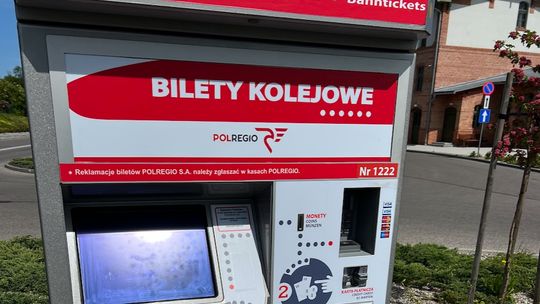 Bahntickets
BILETY KOLEJOWE
POLREGIO
• Reklamacje biletów POLREGIO S.A. należy zgłaszać w kasach POLREGIO.
Nr 1222
MONETY
COINS
MÜNZEN
2
KARTA PŁATNICZA